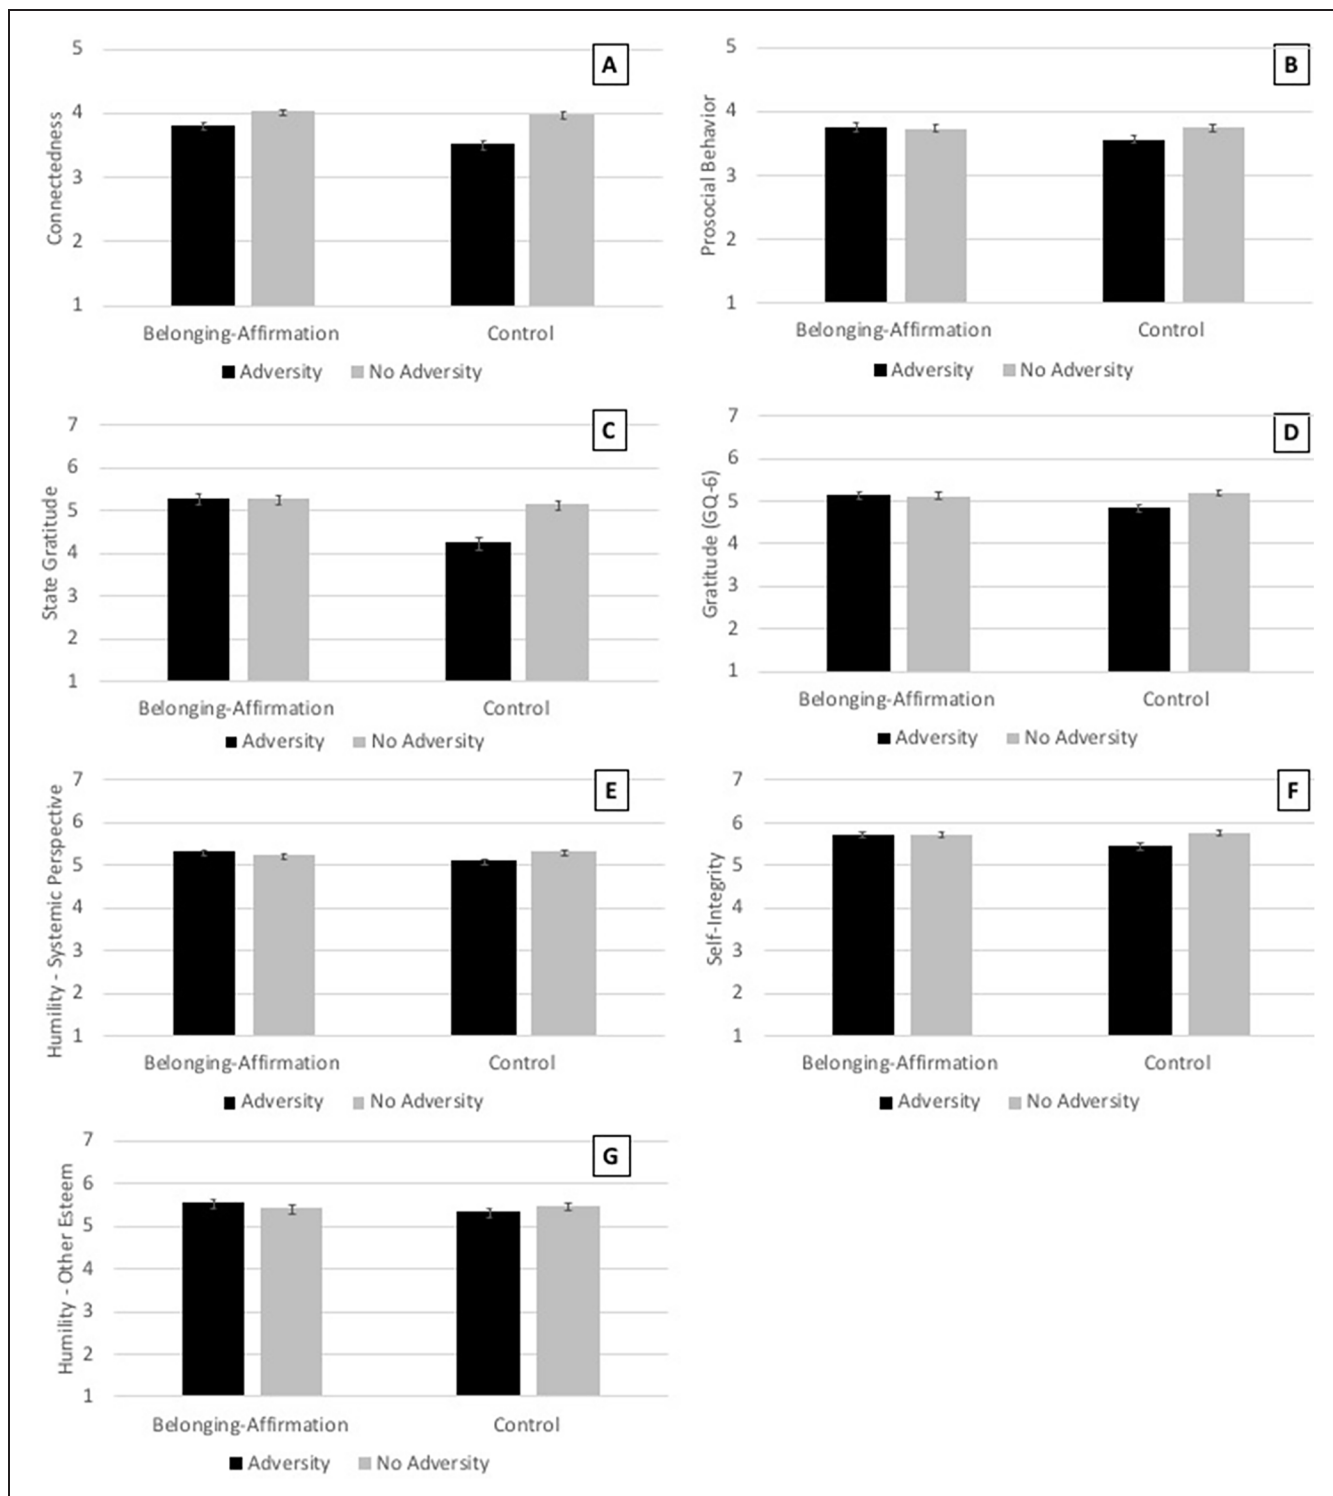 A
Connectedness
5
4
3
2
1
Belonging-Affirmation Control
Adversity No Adversity
B
Prosocial Behavior
5
4
3
2
1
Belonging-Affirmation Control
Adversity No Adversity
C
State Gratitude
7
6
5
4
3
2
1
Belonging-Affirmation Control
Adversity No Adversity
D
Gratitude (GQ-6)
7
6
5
4
3
2
1
Belonging-Affirmation Control
Adversity No Adversity
E
Humility - Systemic Perspective
7
6
5
4
3
2
1
Belonging-Affirmation Control
Adversity No Adversity
F
Self-Integrity
7
6
5
4
3
2
1
Belonging-Affirmation Control
Adversity No Adversity
G
Humility - Other Esteem
7
6
5
4
3
2
1
Belonging-Affirmation Control
Adversity No Adversity